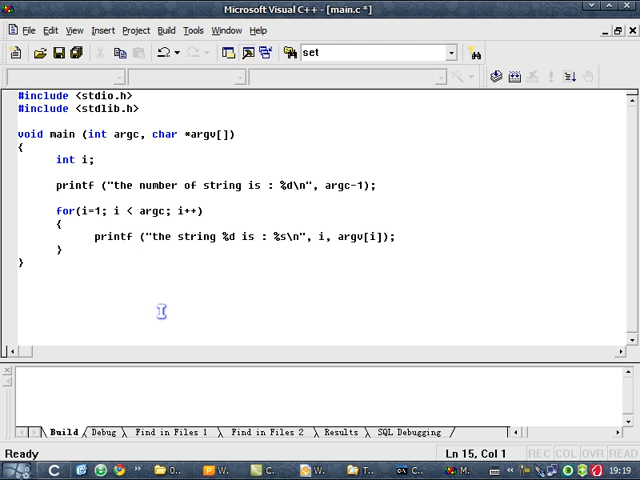 Microsoft Visual C++ - [main.c *]
File Edit View Insert Project Build Tools Window Help
set
#include <stdio.h>
#include <stdlib.h>
void main (int argc, char *argv[])
{
int i;
printf ("the number of string is : %d\n", argc-1);
for(i=1; i < argc; i++)
{
printf ("the string %d is : %s\n", i, argv[i]);
}
}
Build Debug Find in Files 1 Find in Files 2 Results SQL Debugging
Ready Ln 15, Col 1 REC COL OVR READ
0... W... C... W... T... C... M... 19:19